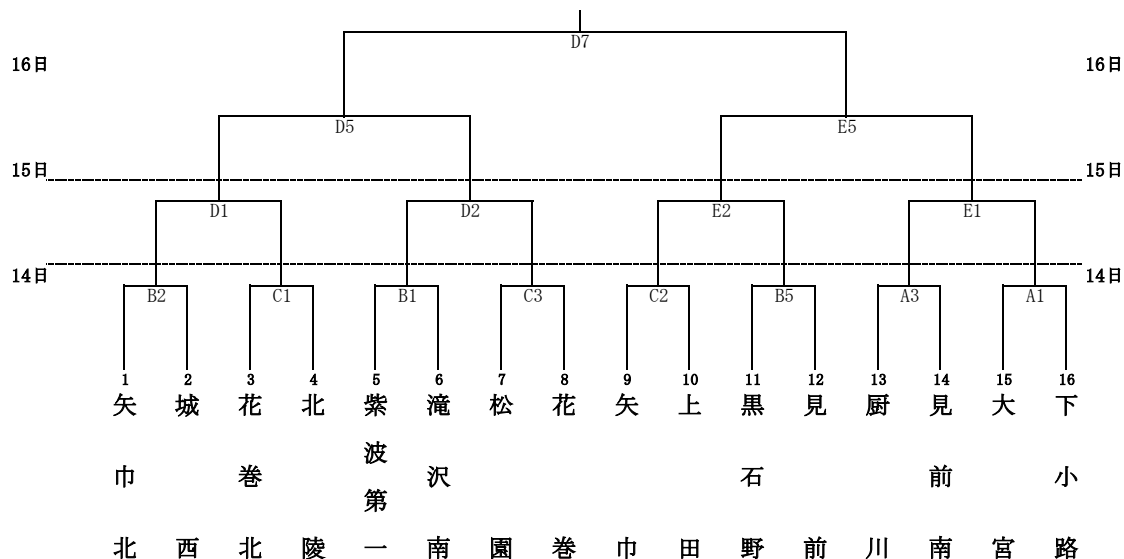 D7
16日 16日
D5 E5
15日 15日
D1 D2 E2 E1
14日 14日
B2 C1 B1 C3 C2 B5 A3 A1
1 2 3 4 5 6 7 8 9 10 11 12 13 14 15 16
矢巾北
城西
花巻北
北陵
紫波第一
滝沢南
松園
花巻
矢巾
上田
黒石野
見前
厨川
見前南
大宮
下小路